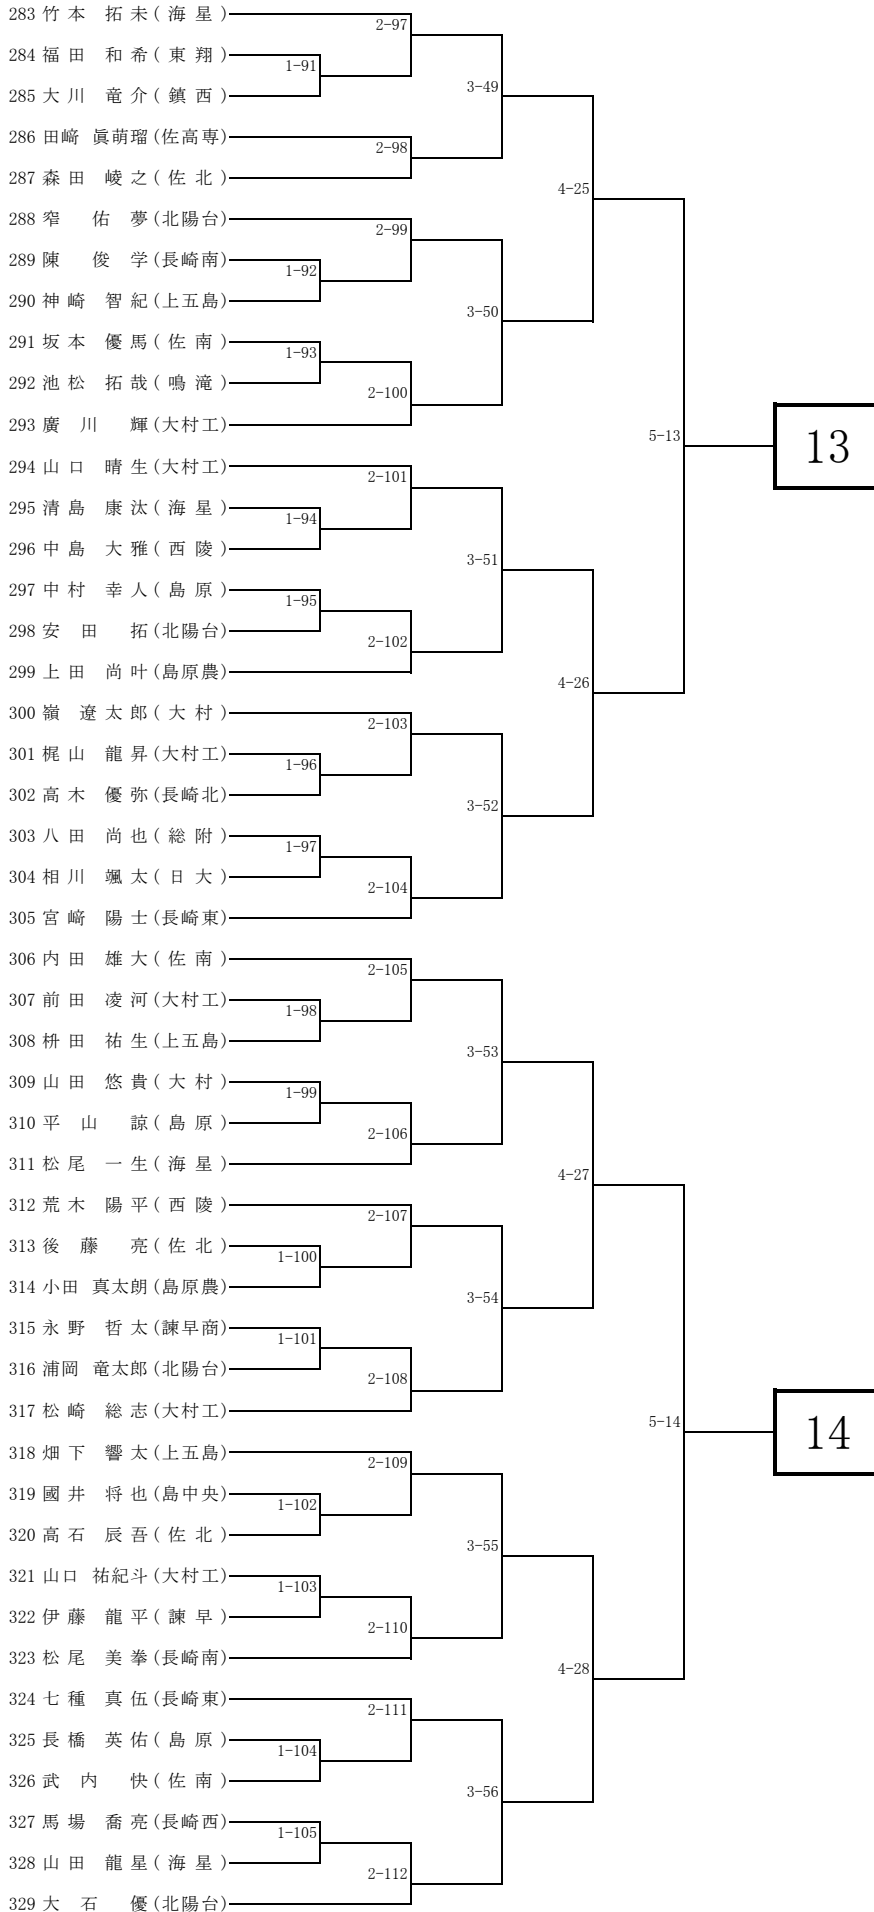 283 竹本 拓未(海星)
2-97
284 福田 和希(東翔)
1-91
285 大川 竜介(鎮西)
3-49
286 田﨑 眞萌瑠(佐高専)
2-98
287 森田 崚之(佐北)
4-25
288 窄 佑夢(北陽台)
2-99
289 陳 俊学(長崎南)
1-92
290 神崎 智紀(上五島)
3-50
291 坂本 優馬(佐南)
1-93
292 池松 拓哉(鳴滝)
2-100
293 廣川 輝(大村工)
5-13
13
294 山口 晴生(大村工)
2-101
295 清島 康汰(海星)
1-94
296 中島 大雅(西陵)
3-51
297 中村 幸人(島原)
1-95
298 安田 拓(北陽台)
2-102
299 上田 尚叶(島原農)
4-26
300 嶺 遼太郎(大村)
2-103
301 梶山 龍昇(大村工)
1-96
302 高木 優弥(長崎北)
3-52
303 八田 尚也(総附)
1-97
304 相川 颯太(日大)
2-104
305 宮﨑 陽士(長崎東)
306 内田 雄大(佐南)
2-105
307 前田 凌河(大村工)
1-98
308 枡田 祐生(上五島)
3-53
309 山田 悠貴(大村)
1-99
310 平山 諒(島原)
2-106
311 松尾 一生(海星)
4-27
312 荒木 陽平(西陵)
2-107
313 後藤 亮(佐北)
1-100
314 小田 真太朗(島原農)
3-54
315 永野 哲太(諫早商)
1-101
316 浦岡 竜太郎(北陽台)
2-108
317 松崎 総志(大村工)
5-14
14
318 畑下 響太(上五島)
2-109
319 國井 将也(島中央)
1-102
320 高石 辰吾(佐北)
3-55
321 山口 祐紀斗(大村工)
1-103
322 伊藤 龍平(諫早)
2-110
323 松尾 美拳(長崎南)
4-28
324 七種 真伍(長崎東)
2-111
325 長橋 英佑(島原)
1-104
326 武内 快(佐南)
3-56
327 馬場 喬亮(長崎西)
1-105
328 山田 龍星(海星)
2-112
329 大石 優(北陽台)